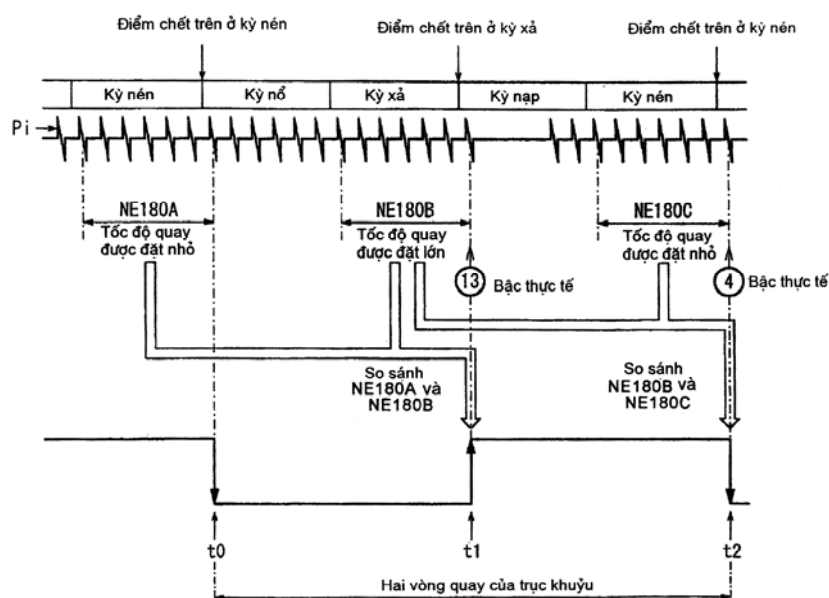 Điểm chết trên ở kỳ nén
Điểm chết trên ở kỳ xả
Điểm chết trên ở kỳ nén
Kỳ nén
Kỳ nổ
Kỳ xả
Kỳ nạp
Kỳ nén
Pi
NE180A
Tốc độ quay
được đặt nhỏ
NE180B
Tốc độ quay
được đặt lớn
NE180C
Tốc độ quay
được đặt nhỏ
13
Bậc thực tế
4
Bậc thực tế
So sánh
NE180A và
NE180B
So sánh
NE180B và
NE180C
t0
t1
t2
Hai vòng quay của trục khuỷu